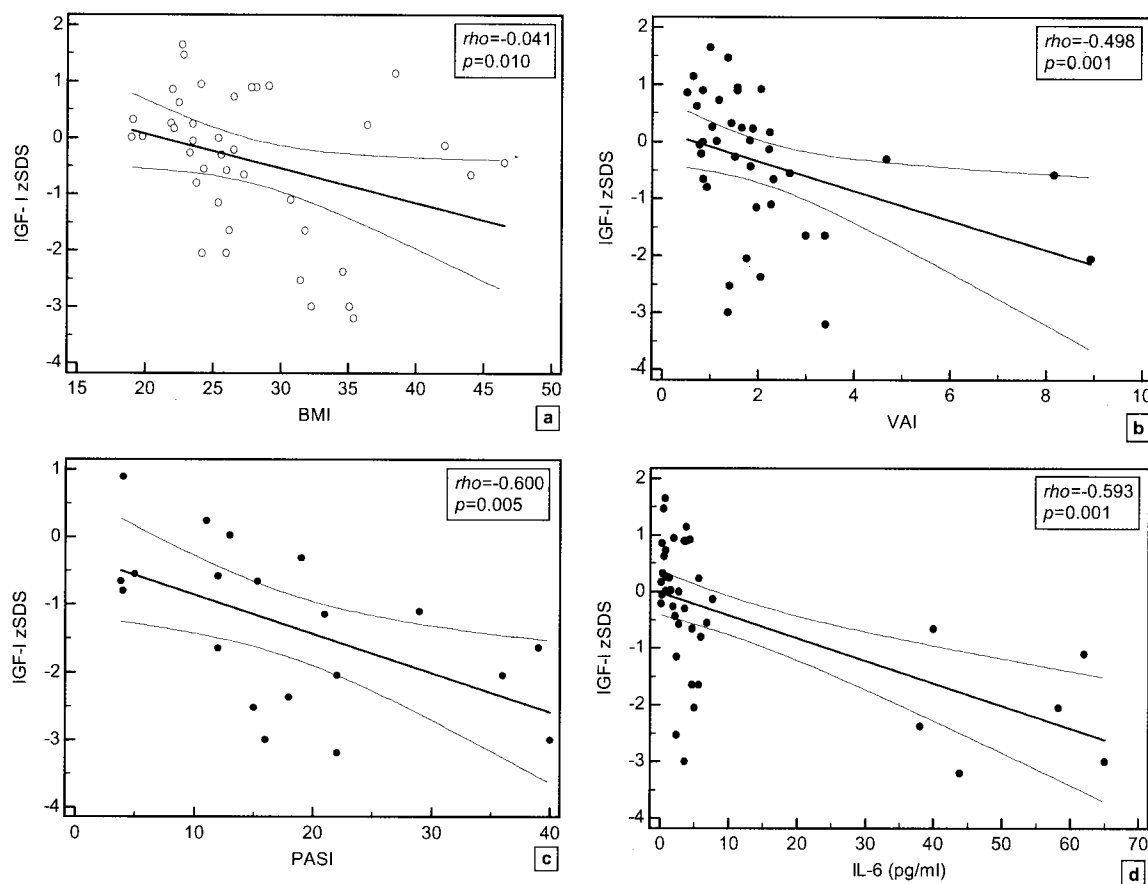 2
1
0
-1
-2
-3
-4
IGF- I zSDS
rho=-0.041
p=0.010
15 20 25 30 35 40 45 50
BMI
a
2
1
0
-1
-2
-3
-4
IGF-I zSDS
rho=-0.498
p=0.001
0 2 4 6 8 10
VAI
b
1
0
-1
-2
-3
-4
IGF-I zSDS
rho=-0.600
p=0.005
0 10 20 30 40
PASI
c
2
1
0
-1
-2
-3
-4
IGF-I zSDS
rho=-0.593
p=0.001
0 10 20 30 40 50 60 70
IL-6 (pg/ml)
d